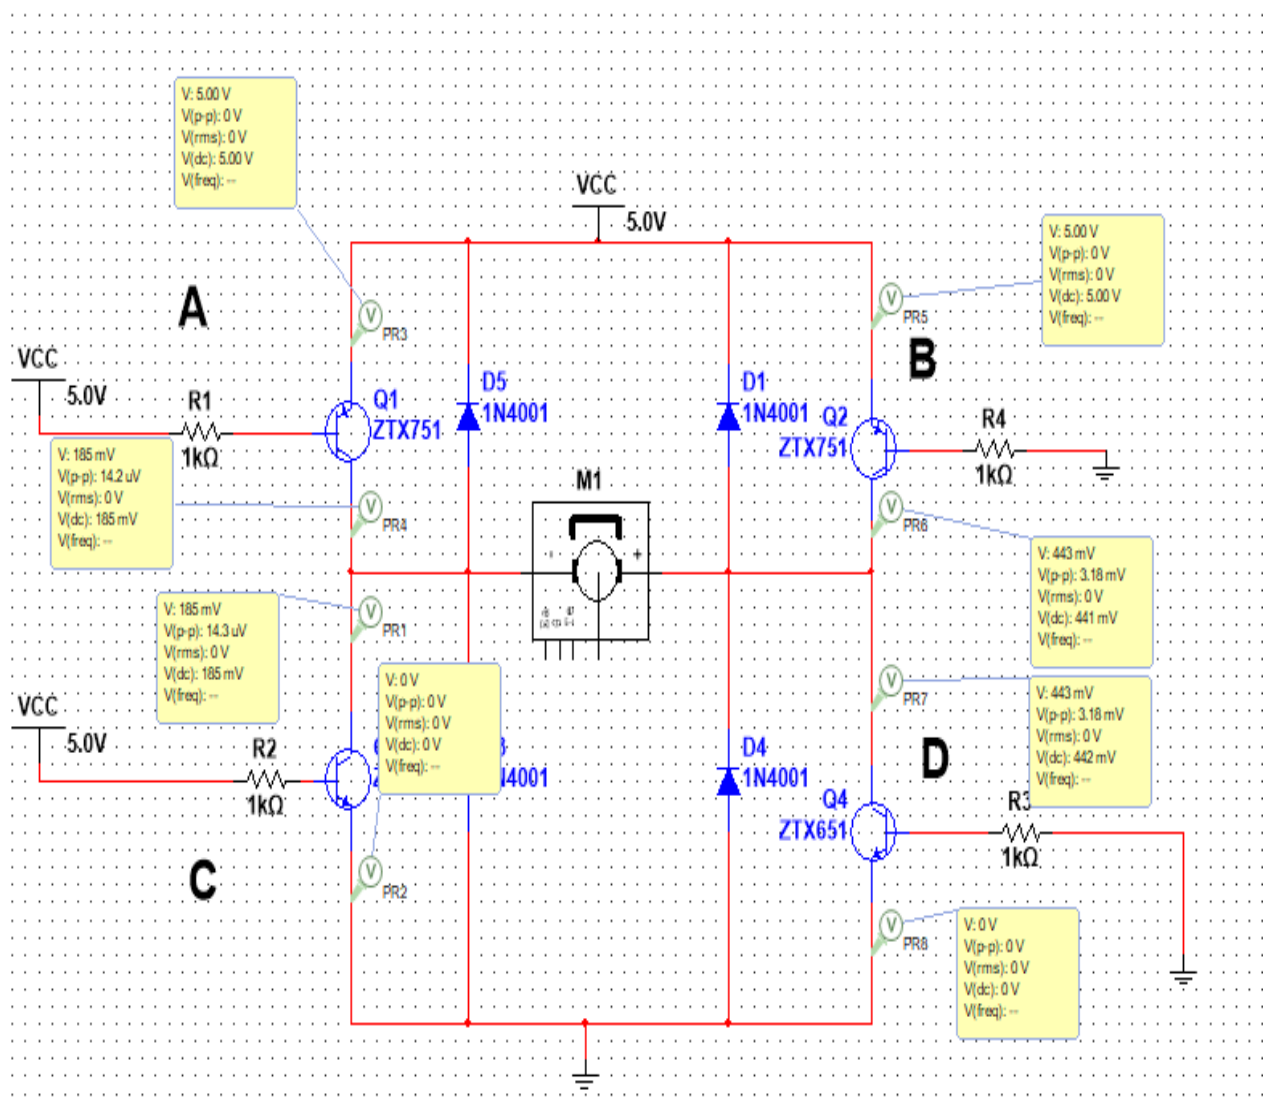 V: 5.00 V
V(p-p): 0 V
V(rms): 0 V
V(dc): 5.00 V
V(freq): --
VCC
5.0V
V: 5.00 V
V(p-p): 0 V
V(rms): 0 V
V(dc): 5.00 V
V(freq): --
A
V
PR3
V
PR5
B
VCC
5.0V
R1
1kΩ
Q1
ZTX751
D5
1N4001
D1
1N4001
Q2
ZTX751
R4
1kΩ
V: 185 mV
V(p-p): 14.2 uV
V(rms): 0 V
V(dc): 185 mV
V(freq): --
V
PR4
M1
+
V
PR6
V: 443 mV
V(p-p): 3.18 mV
V(rms): 0 V
V(dc): 441 mV
V(freq): --
V: 185 mV
V(p-p): 14.3 uV
V(rms): 0 V
V(dc): 185 mV
V(freq): --
V
PR1
V: 0 V
V(p-p): 0 V
V(rms): 0 V
V(dc): 0 V
V(freq): --
V
PR7
V: 443 mV
V(p-p): 3.18 mV
V(rms): 0 V
V(dc): 442 mV
V(freq): --
VCC
5.0V
R2
1kΩ
4001
D4
1N4001
D
Q4
ZTX651
R3
1kΩ
C
V
PR2
V
PR8
V: 0 V
V(p-p): 0 V
V(rms): 0 V
V(dc): 0 V
V(freq): --